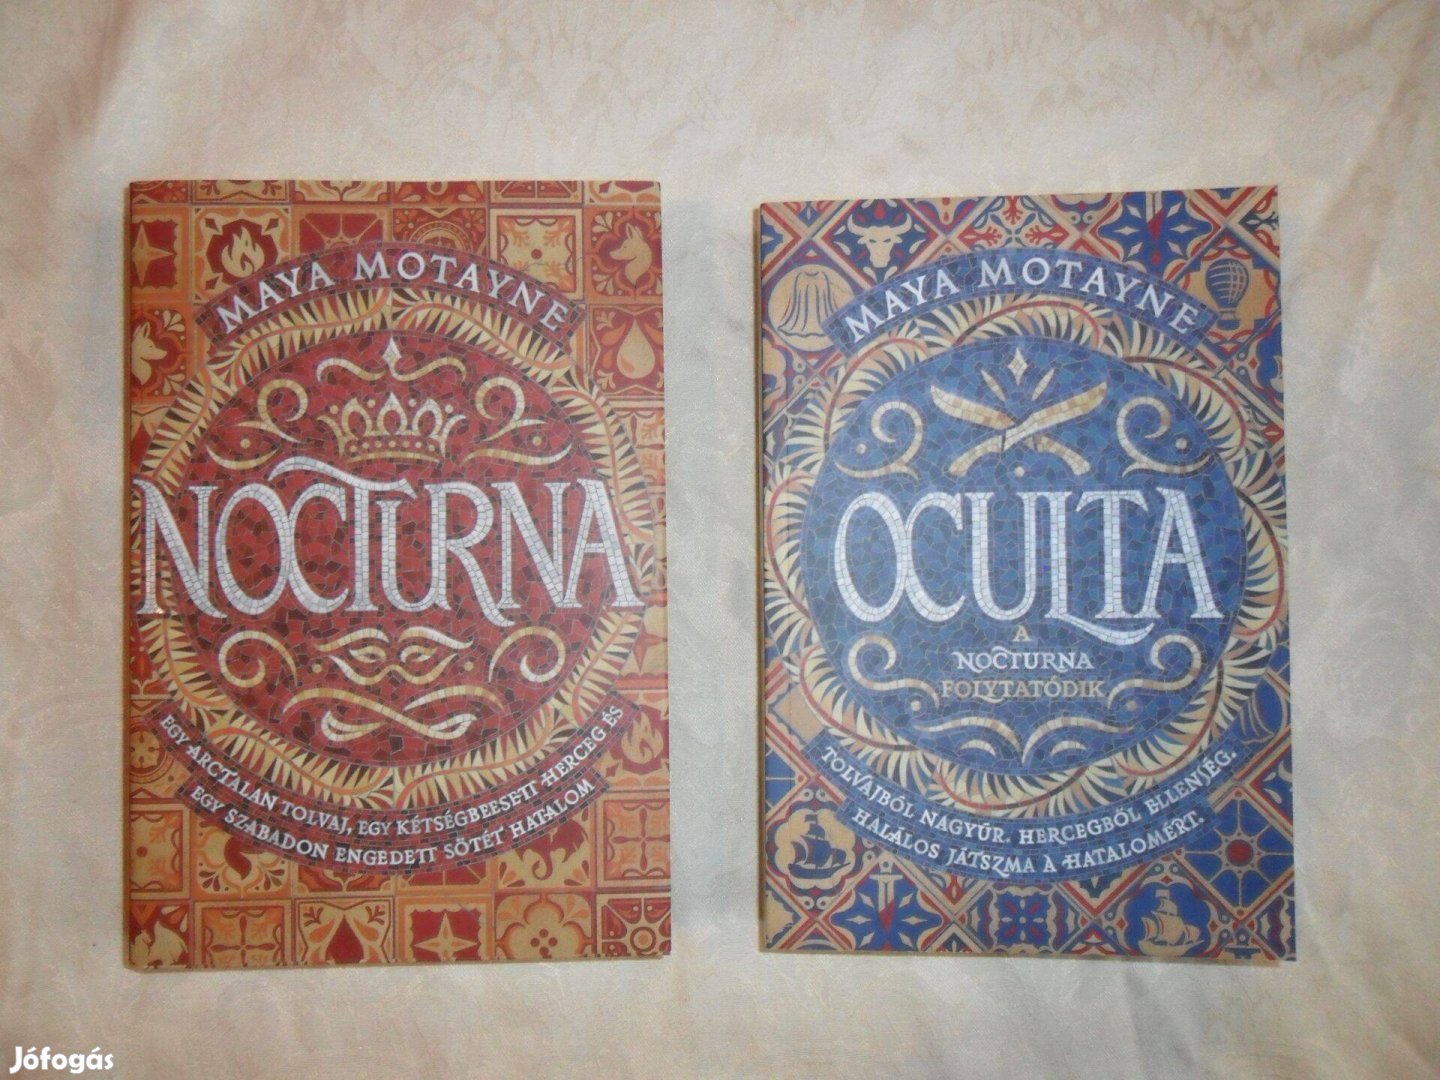 MAYA MOTAYNE
NOCTURNA
EGY ARCTALAN TOLVAJ, EGY KÉTSÉGBEESETT HERCEG ÉS
EGY SZABADON ENGEDETT SÖTÉT HATALOM
MAYA MOTAYNE
OCULTA
A
NOCTURNA
FOLYTATÓDIK
TOLVAJBÓL NAGYÚR. HERCEGBŐL ELLENSÉG.
HALÁLOS JÁTSZMA A HATALOMÉRT.
Jófogás